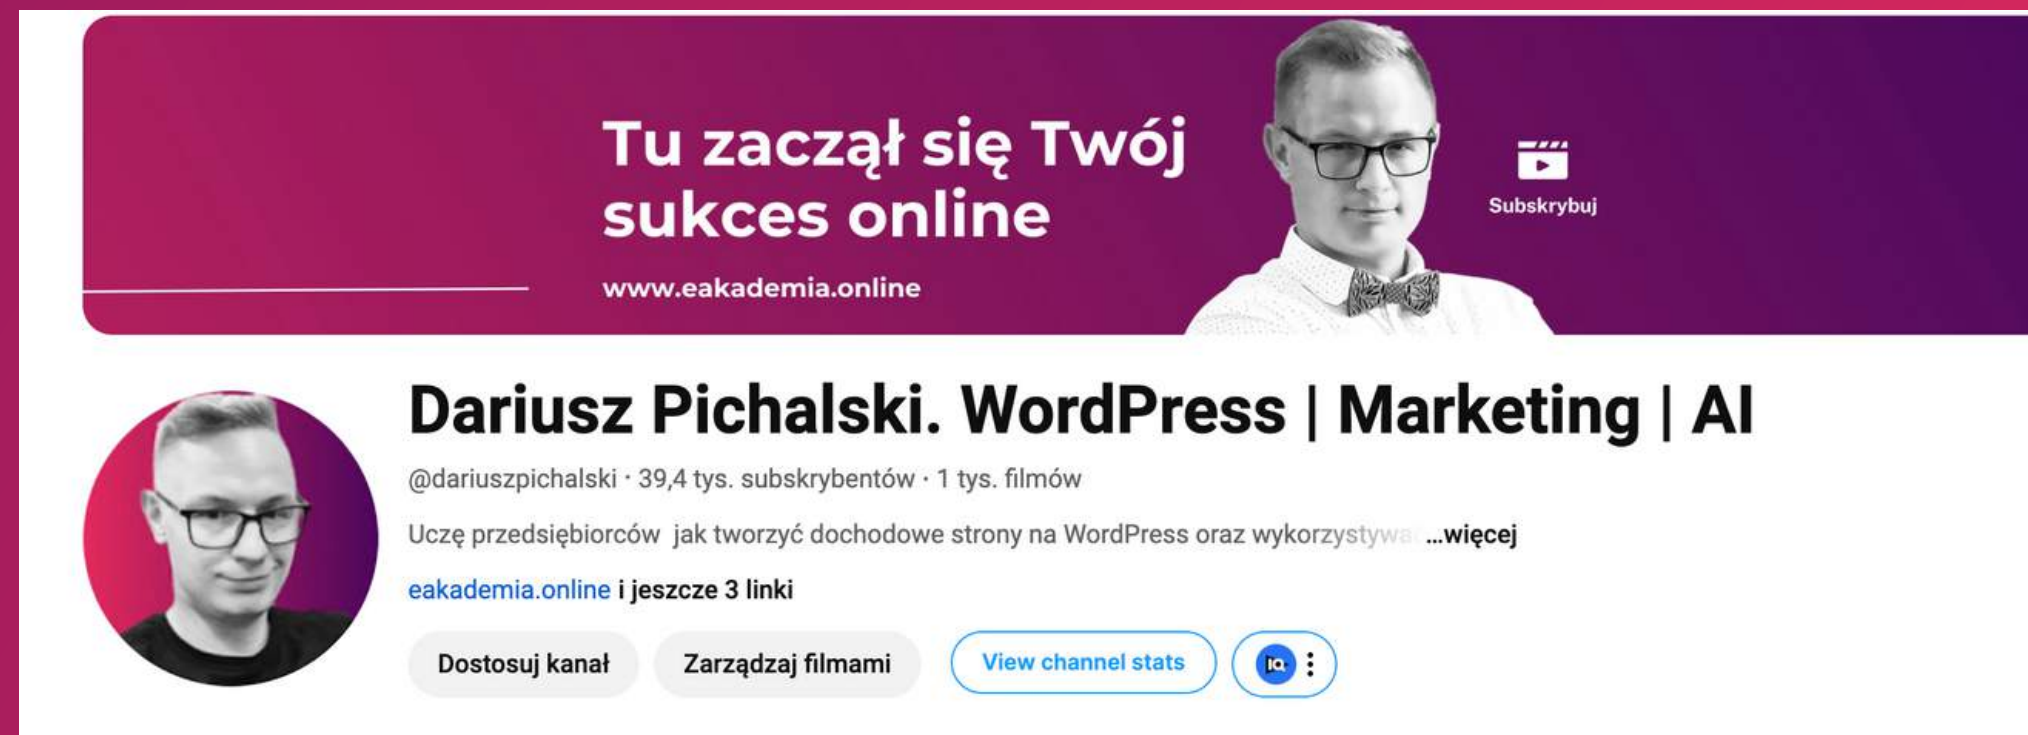 Tu zaczął się Twój
sukces online
www.eakademia.online
Subskrybuj
Dariusz Pichalski. WordPress | Marketing | AI
@dariuszpichalski · 39,4 tys. subskrybentów · 1 tys. filmów
Uczę przedsiębiorców jak tworzyć dochodowe strony na WordPress oraz wykorzystywa ...więcej
eakademia.online i jeszcze 3 linki
Dostosuj kanał
Zarządzaj filmami
View channel stats
IQ